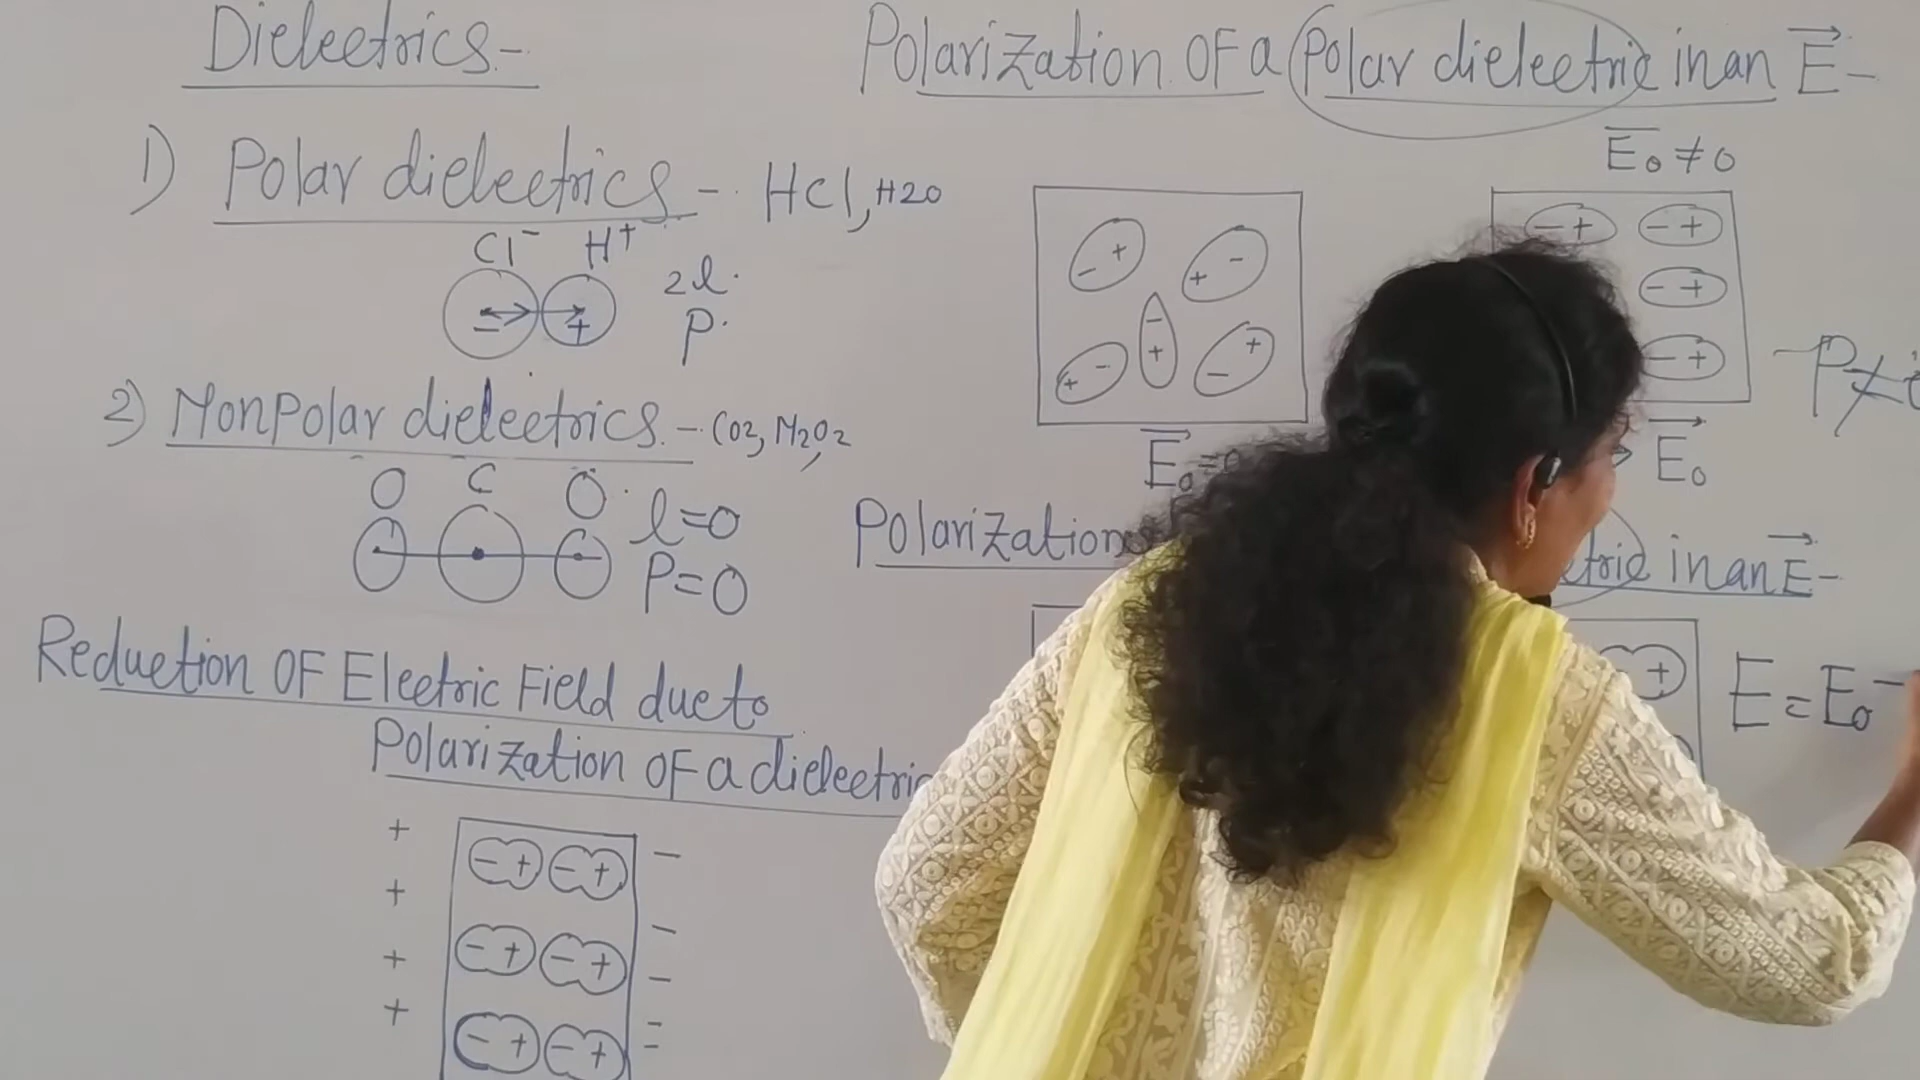 Dielectrics-
1) Polar dielectrics - HCl, H2O
Cl⁻ H⁺
2l
P
- +
2) Nonpolar dielectrics - CO2, N2O2
O C O
l=0
P=0
Reduction OF Electric Field due to
Polarization OF a dielectric
+ - + - + -
+ - + - + -
+ - + - + -
+ - + - + =
Polarization OF a Polar dielectric in an E -
E₀ ≠ 0
- + + -
- +
+ - - +
- +
E₀ =
- + - +
- +
- +
P≠
E₀
Polarization in an E -
+
E = E₀ -